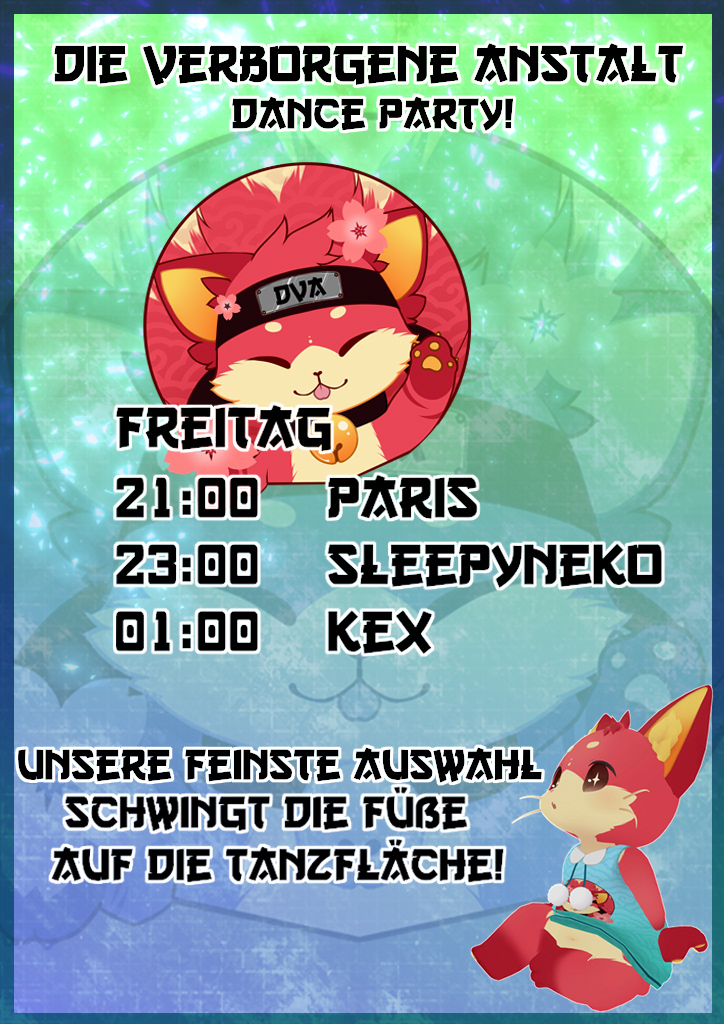 DIE VERBORGENE ANSTALT
DANCE PARTY!
DVA
FREITAG
21:00 PARIS
23:00 SLEEPYNEKO
01:00 KEX
UNSERE FEINSTE AUSWAHL
SCHWINGT DIE FÜßE
AUF DIE TANZFLÄCHE!